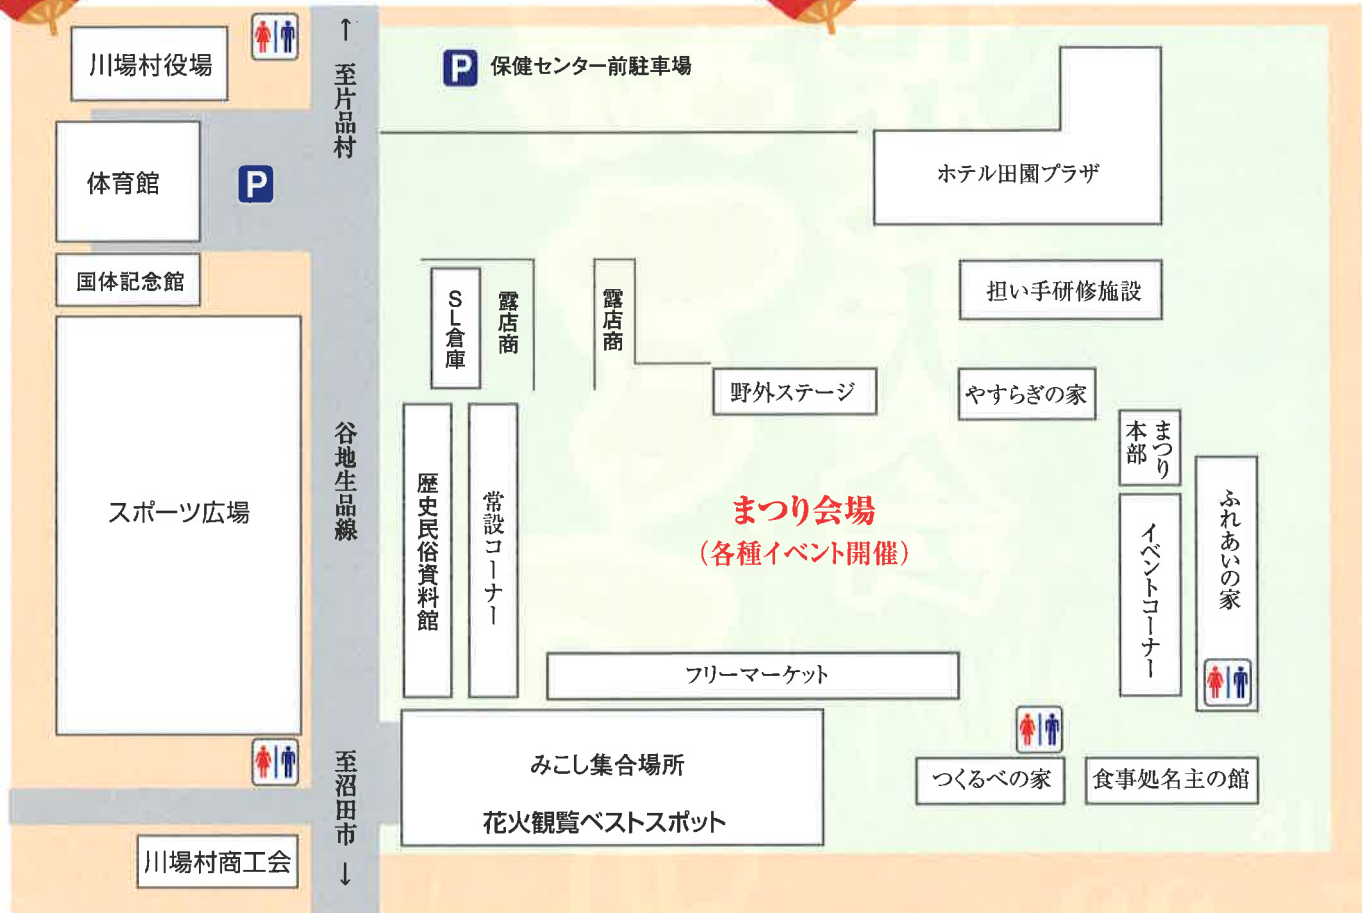 川場村役場
↑ 至片品村
P 保健センター前駐車場
体育館
P
ホテル田園プラザ
国体記念館
SL倉庫
露店商
露店商
担い手研修施設
野外ステージ
やすらぎの家
スポーツ広場
谷地生品線
歴史民俗資料館
常設コーナー
まつり会場
（各種イベント開催）
まつり
本部
イベントコーナー
ふれあいの家
フリーマーケット
みこし集合場所
花火観覧ベストスポット
つくるべの家
食事処名主の館
至沼田市 ↓
川場村商工会